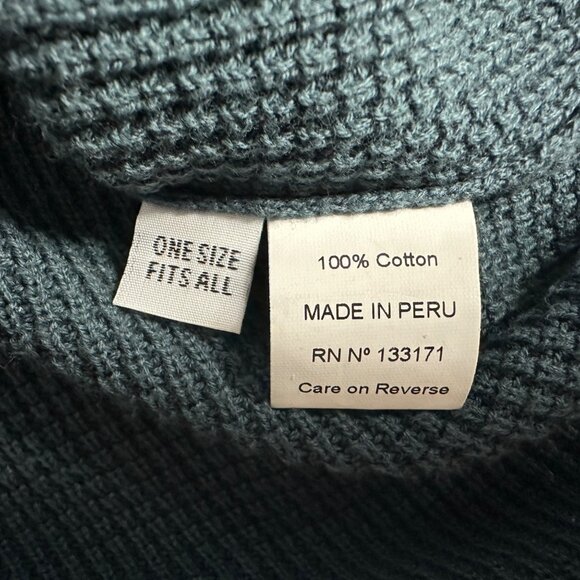 ONE SIZE
FITS ALL
100% Cotton
MADE IN PERU
RN Nº 133171
Care on Reverse